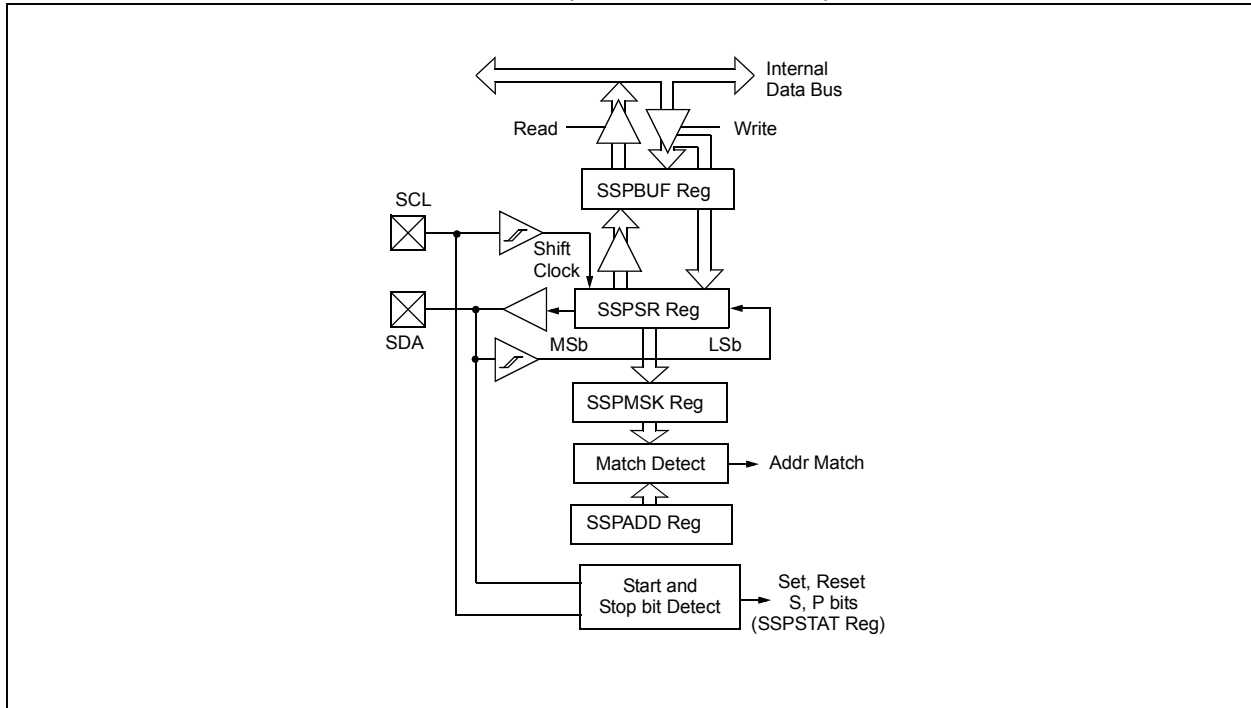 Internal
Data Bus
Read
Write
SSPBUF Reg
SCL
Shift
Clock
SSPSR Reg
SDA
MSb
LSb
SSPMSK Reg
Match Detect
Addr Match
SSPADD Reg
Start and
Stop bit Detect
Set, Reset
S, P bits
(SSPSTAT Reg)